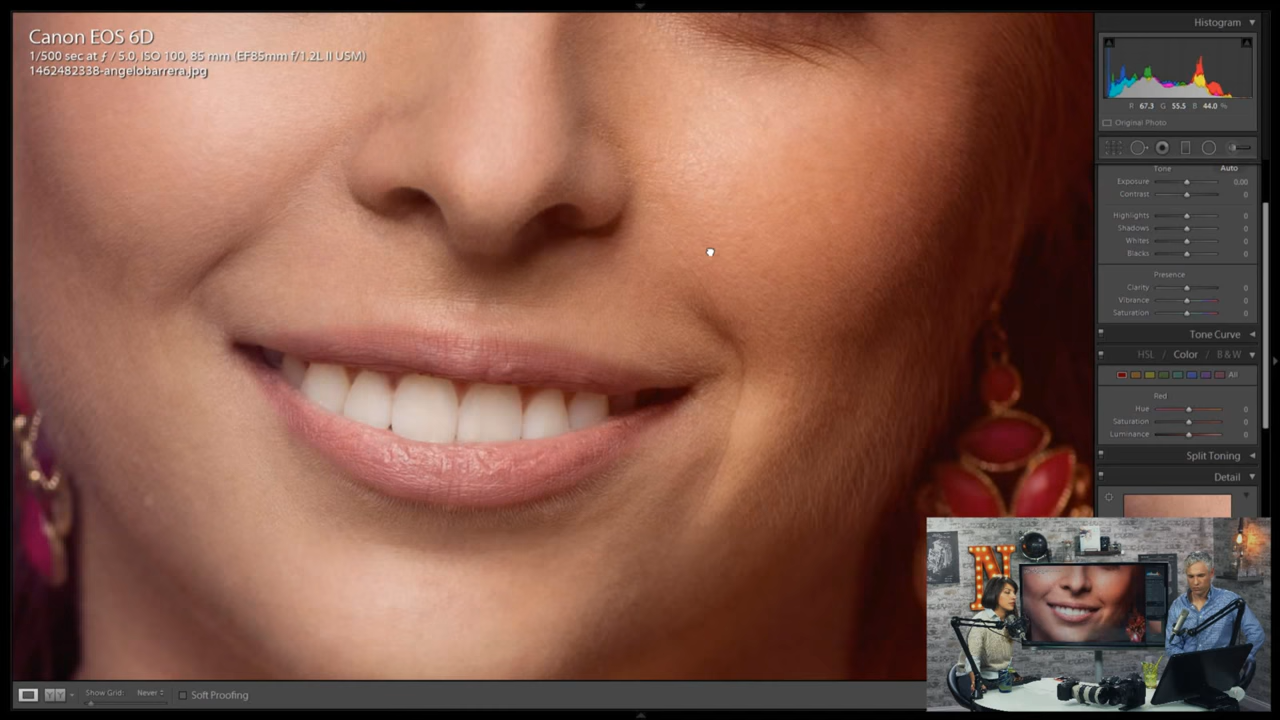 Canon EOS 6D
1/500 sec at ƒ / 5.0, ISO 100, 85 mm (EF85mm f/1.2L II USM)
1462482338-angelobarrera.jpg
Histogram
R 67.3 G 55.5 B 44.0 %
Original Photo
Tone Auto
Exposure 0.00
Contrast 0
Highlights 0
Shadows 0
Whites 0
Blacks 0
Presence
Clarity 0
Vibrance 0
Saturation 0
Tone Curve
HSL / Color / B & W
All
Red
Hue 0
Saturation 0
Luminance 0
Split Toning
Detail
N
Show Grid: Never
Soft Proofing